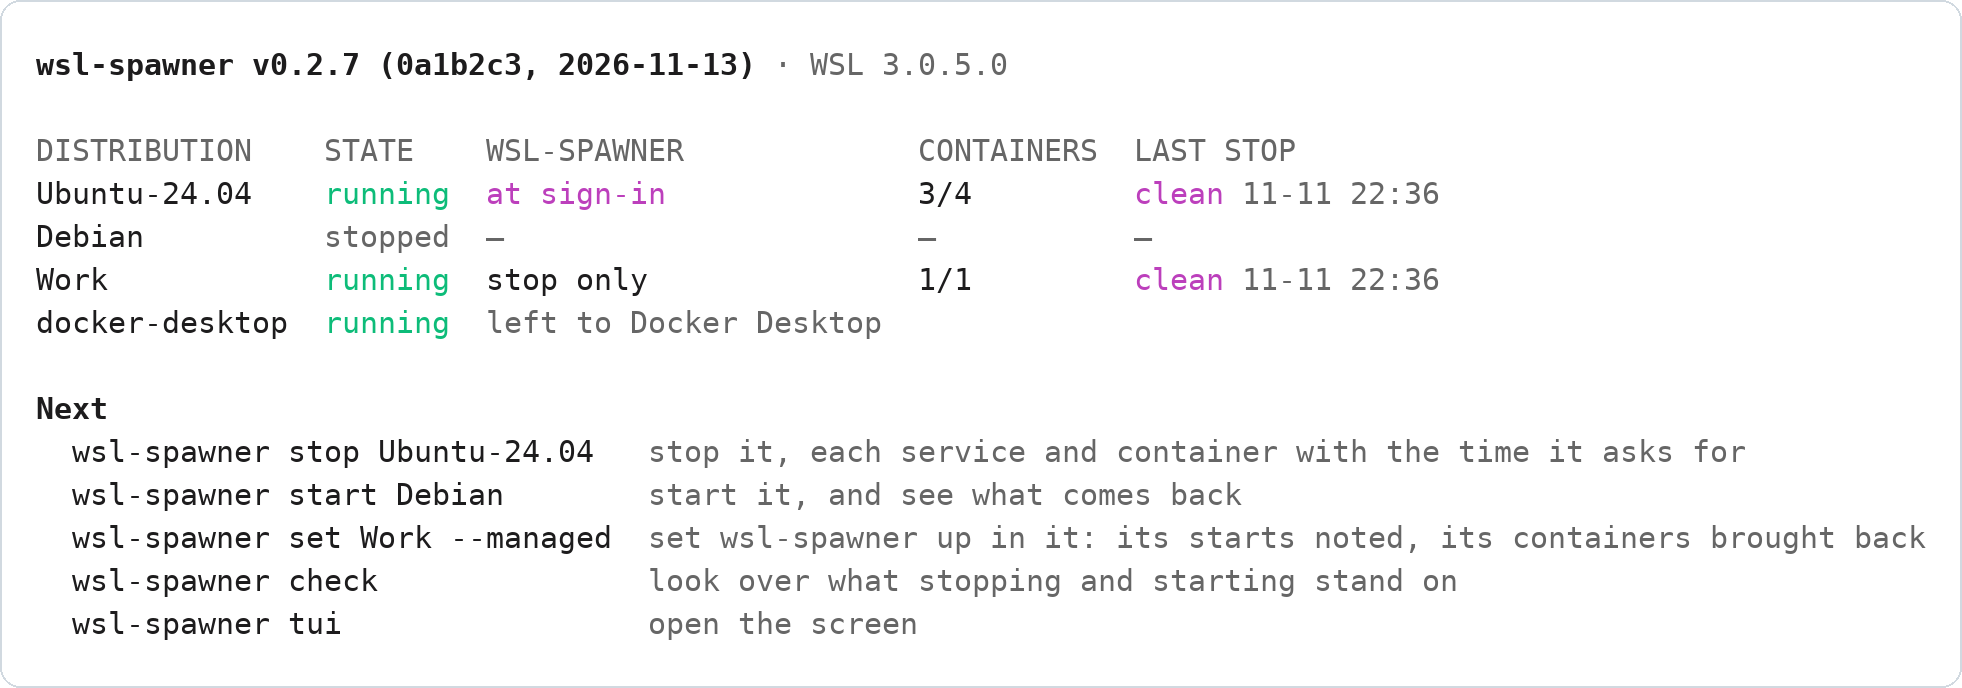 wsl-spawner v0.2.7 (0a1b2c3, 2026-11-13) · WSL 3.0.5.0
DISTRIBUTION    STATE    WSL-SPAWNER             CONTAINERS  LAST STOP
Ubuntu-24.04    running  at sign-in              3/4         clean 11-11 22:36
Debian          stopped  —                       —           —
Work            running  stop only               1/1         clean 11-11 22:36
docker-desktop  running  left to Docker Desktop
Next
  wsl-spawner stop Ubuntu-24.04   stop it, each service and container with the time it asks for
  wsl-spawner start Debian        start it, and see what comes back
  wsl-spawner set Work --managed  set wsl-spawner up in it: its starts noted, its containers brought back
  wsl-spawner check               look over what stopping and starting stand on
  wsl-spawner tui                 open the screen